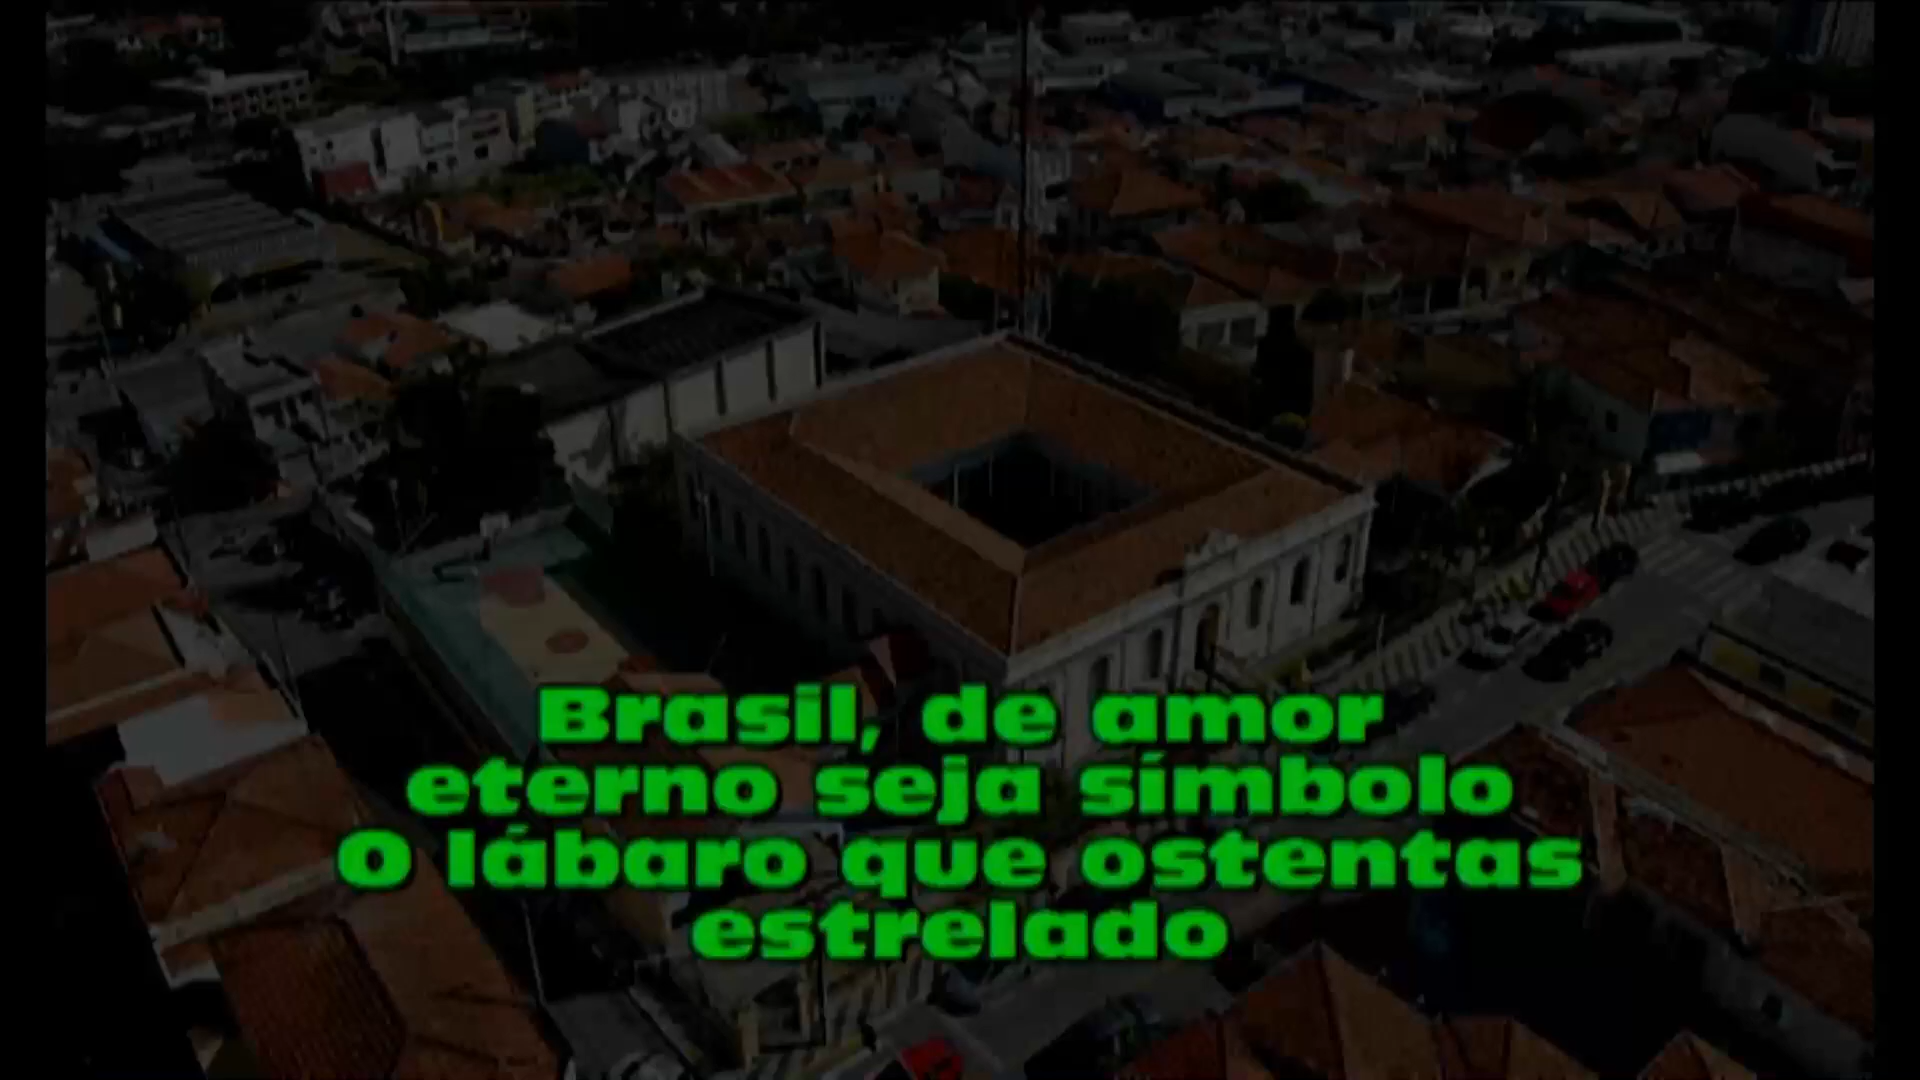 Brasil, de amor
eterno seja símbolo
O lábaro que ostentas
estrelado